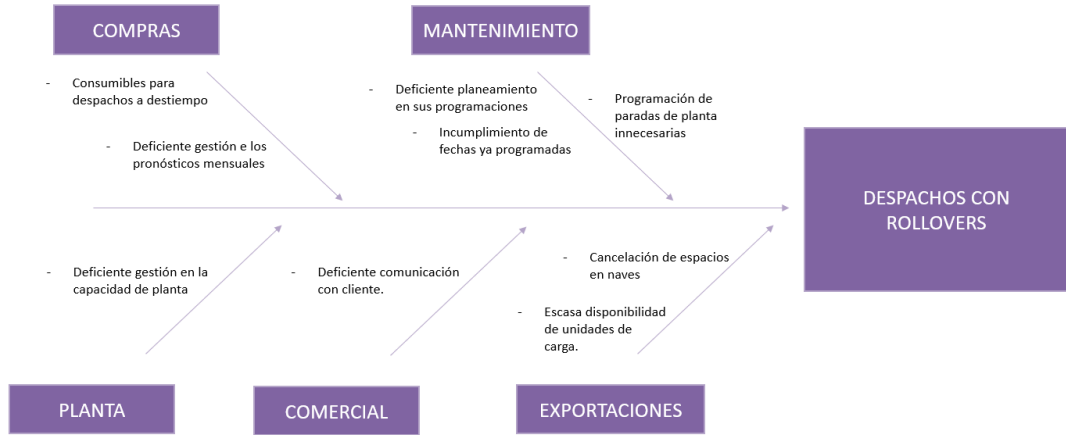 COMPRAS
MANTENIMIENTO
- Consumibles para
despachos a destiempo
- Deficiente gestión e los
pronósticos mensuales
- Deficiente planeamiento
en sus programaciones
- Incumplimiento de
fechas ya programadas
- Programación de
paradas de planta
innecesarias
DESPACHOS CON
ROLLOVERS
- Deficiente gestión en la
capacidad de planta
- Deficiente comunicación
con cliente.
- Cancelación de espacios
en naves
- Escasa disponibilidad
de unidades de
carga.
PLANTA
COMERCIAL
EXPORTACIONES